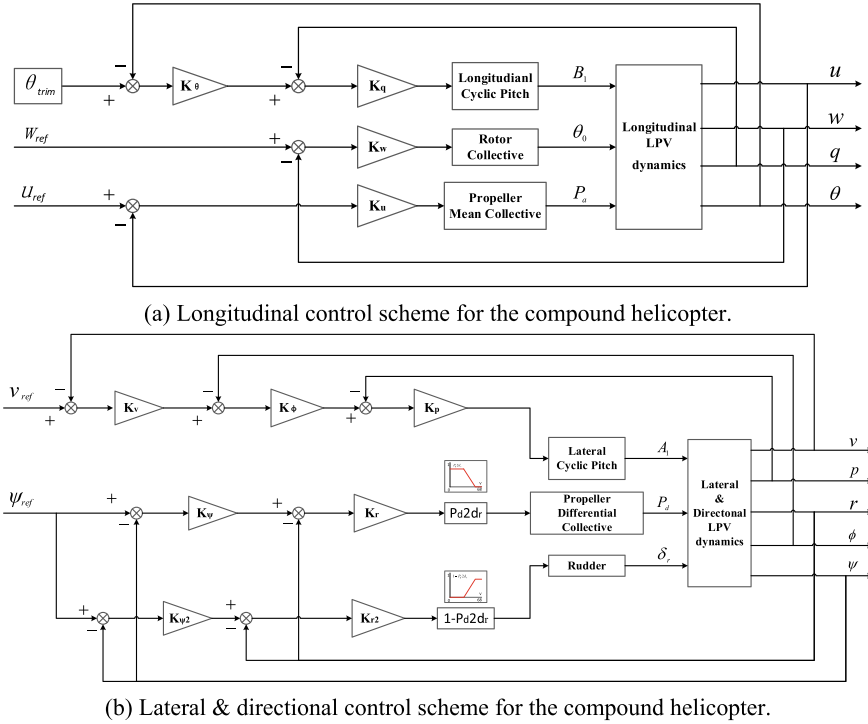 θtrim
−
+
Kθ
−
+
Kq
Longitudianl
Cyclic Pitch
B1
u
Wref
+
−
Kw
Rotor
Collective
θ0
Longitudinal
LPV
dynamics
w
q
uref
+
−
Ku
Propeller
Mean Collective
Pa
θ
(a) Longitudinal control scheme for the compound helicopter.
vref
−
+
Kv
−
+
Kϕ
−
+
Kp
Lateral
Cyclic Pitch
A1
v
p
ψref
+
−
Kψ
+
−
Kr
Pd2dr
Propeller
Differential
Collective
Pd
Lateral
&
Directonal
LPV
dynamics
r
ϕ
ψ
+
−
Kψ2
+
−
Kr2
1-Pd2dr
Rudder
δr
(b) Lateral & directional control scheme for the compound helicopter.